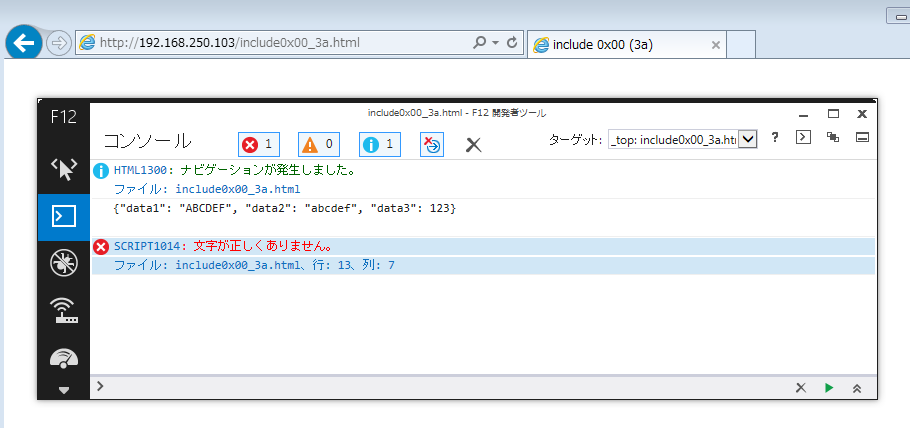 http://192.168.250.103/include0x00_3a.html
include 0x00 (3a)
include0x00_3a.html - F12 開発者ツール
F12
コンソール
1
0
1
ターゲット:
_top: include0x00_3a.htm
?
HTML1300: ナビゲーションが発生しました。
ファイル: include0x00_3a.html
{"data1": "ABCDEF", "data2": "abcdef", "data3": 123}
SCRIPT1014: 文字が正しくありません。
ファイル: include0x00_3a.html、行: 13、列: 7